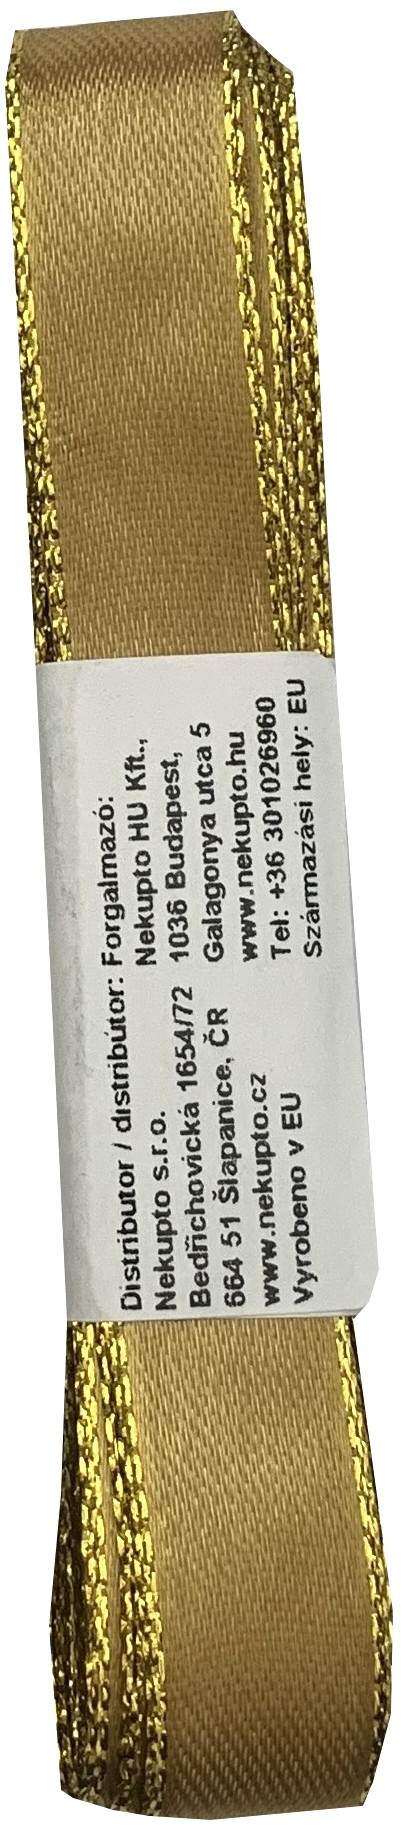 Distributor / distribútor:
Nekupto s.r.o.
Bedřichovická 1654/72
664 51 Šlapanice, ČR
www.nekupto.cz
Vyrobeno v EU
Forgalmazó:
Nekupto HU Kft.,
1036 Budapest,
Galagonya utca 5
www.nekupto.hu
Tel: +36 301026960
Származási hely: EU